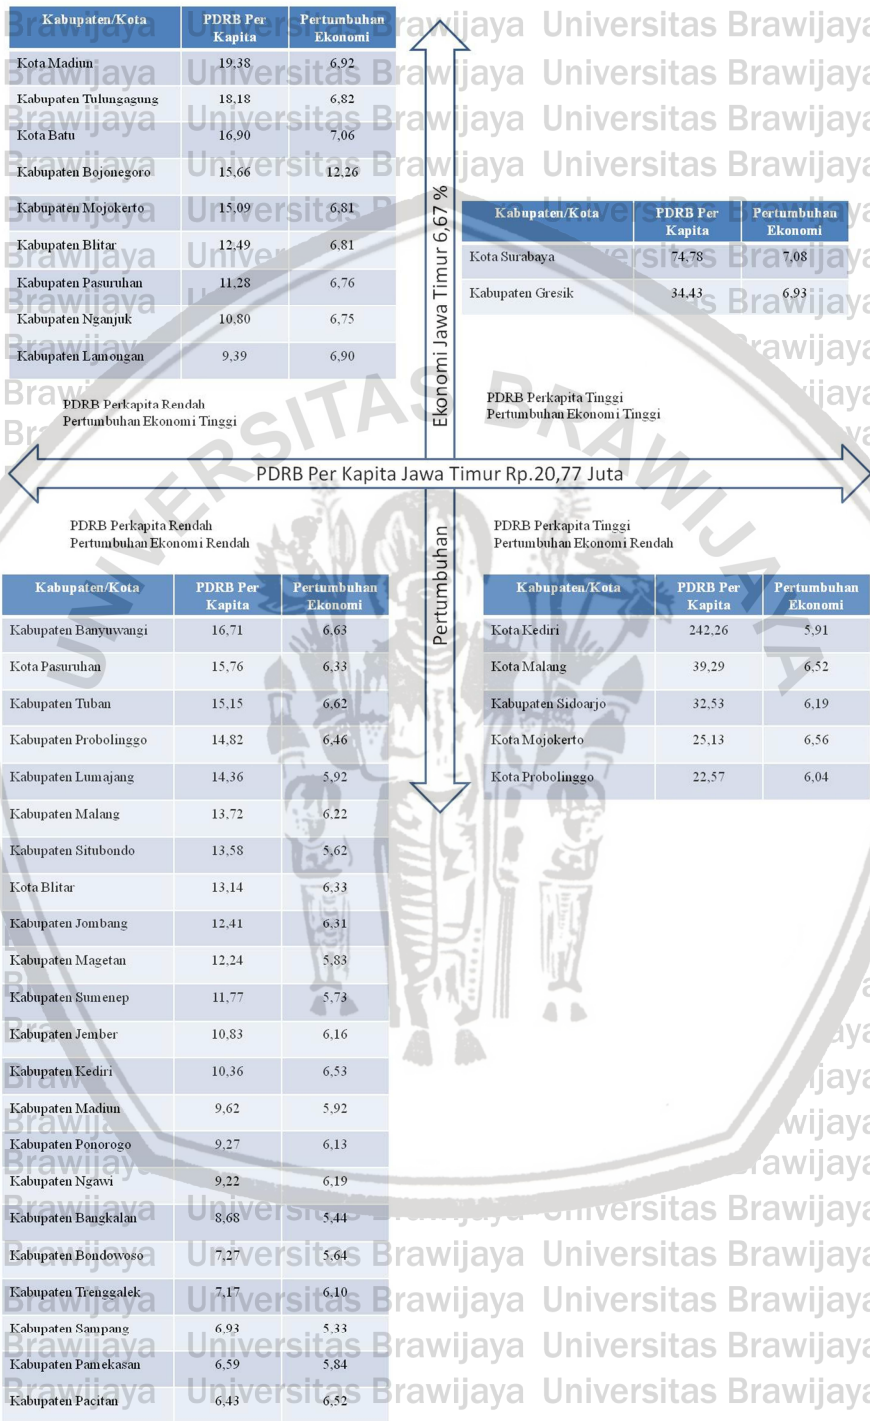 Kabupaten/Kota PDRB Per Kapita Pertumbuhan Ekonomi
Kota Madiun 19,38 6,92
Kabupaten Tulungagung 18,18 6,82
Kota Batu 16,90 7,06
Kabupaten Bojonegoro 15,66 12,26
Kabupaten Mojokerto 15,09 6,81
Kabupaten Blitar 12,49 6,81
Kabupaten Pasuruhan 11,28 6,76
Kabupaten Nganjuk 10,80 6,75
Kabupaten Lamongan 9,39 6,90
PDRB Perkapita Rendah
Pertumbuhan Ekonomi Tinggi
Kabupaten/Kota PDRB Per Kapita Pertumbuhan Ekonomi
Kota Surabaya 74,78 7,08
Kabupaten Gresik 34,43 6,93
PDRB Perkapita Tinggi
Pertumbuhan Ekonomi Tinggi
Pertumbuhan Ekonomi Jawa Timur 6,67 %
PDRB Per Kapita Jawa Timur Rp.20,77 Juta
PDRB Perkapita Rendah
Pertumbuhan Ekonomi Rendah
Kabupaten/Kota PDRB Per Kapita Pertumbuhan Ekonomi
Kabupaten Banyuwangi 16,71 6,63
Kota Pasuruhan 15,76 6,33
Kabupaten Tuban 15,15 6,62
Kabupaten Probolinggo 14,82 6,46
Kabupaten Lumajang 14,36 5,92
Kabupaten Malang 13,72 6,22
Kabupaten Situbondo 13,58 5,62
Kota Blitar 13,14 6,33
Kabupaten Jombang 12,41 6,31
Kabupaten Magetan 12,24 5,83
Kabupaten Sumenep 11,77 5,73
Kabupaten Jember 10,83 6,16
Kabupaten Kediri 10,36 6,53
Kabupaten Madiun 9,62 5,92
Kabupaten Ponorogo 9,27 6,13
Kabupaten Ngawi 9,22 6,19
Kabupaten Bangkalan 8,68 5,44
Kabupaten Bondowoso 7,27 5,64
Kabupaten Trenggalek 7,17 6,10
Kabupaten Sampang 6,93 5,33
Kabupaten Pamekasan 6,59 5,84
Kabupaten Pacitan 6,43 6,52
PDRB Perkapita Tinggi
Pertumbuhan Ekonomi Rendah
Kabupaten/Kota PDRB Per Kapita Pertumbuhan Ekonomi
Kota Kediri 242,26 5,91
Kota Malang 39,29 6,52
Kabupaten Sidoarjo 32,53 6,19
Kota Mojokerto 25,13 6,56
Kota Probolinggo 22,57 6,04
UNIVERSITAS BRAWIJAYA
Universitas Brawijaya